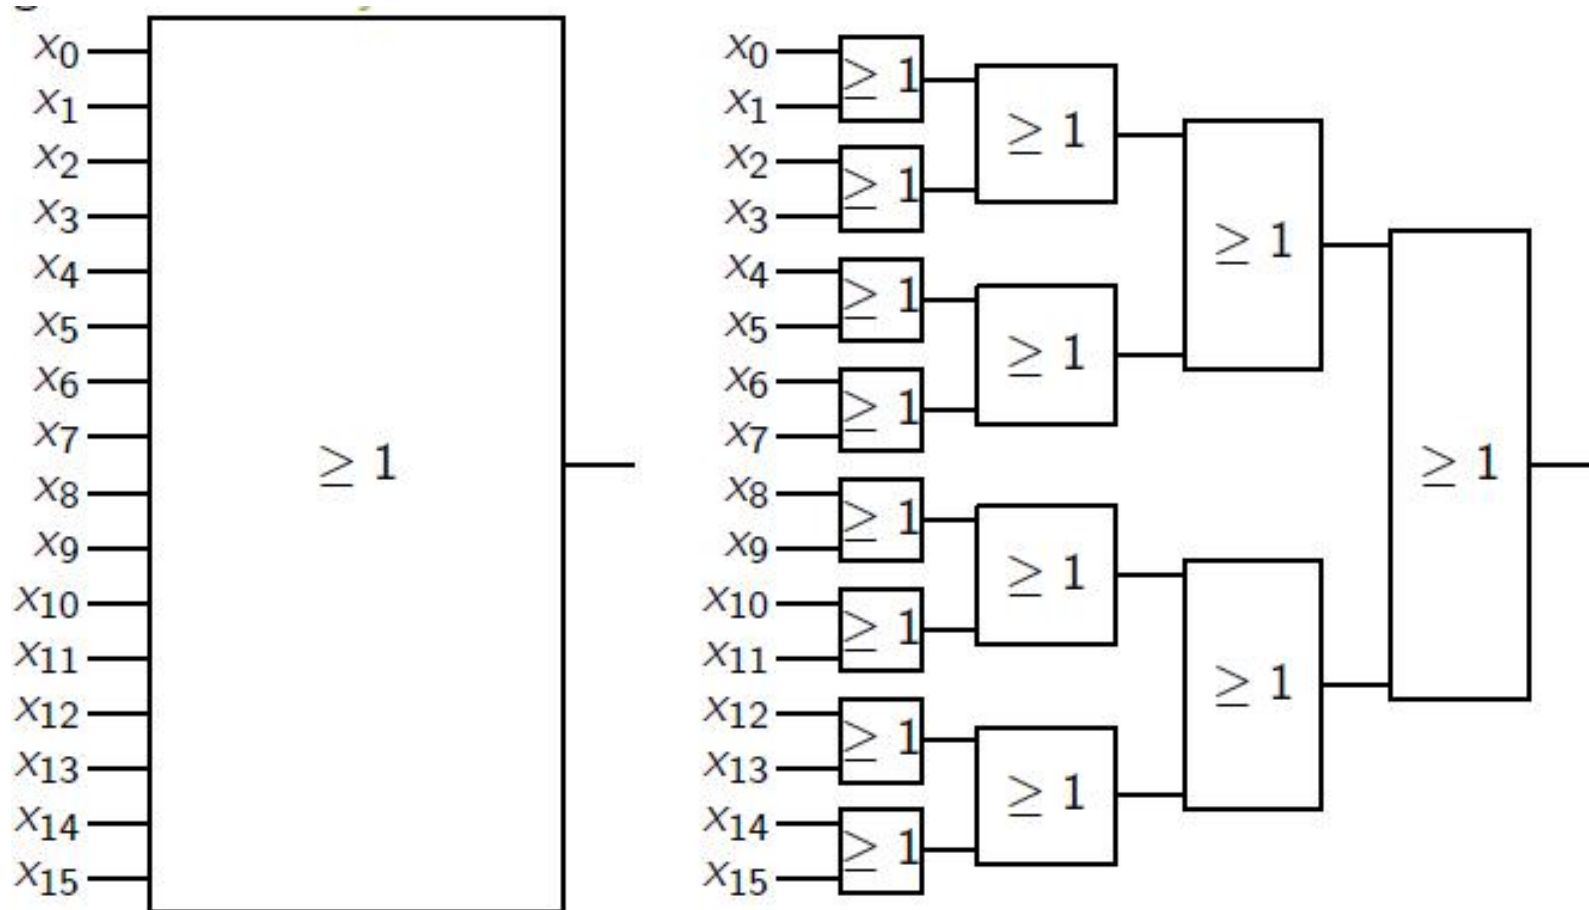 x0 x0
≥ 1
x1 x1
≥ 1
x2 x2
≥ 1
x3 x3
≥ 1
x4 x4
≥ 1
x5 x5
≥ 1
x6 x6
≥ 1
x7 x7
≥ 1 ≥ 1
x8 x8
≥ 1
x9 x9
≥ 1
x10 x10
≥ 1
x11 x11
≥ 1
x12 x12
≥ 1
x13 x13
≥ 1
x14 x14
≥ 1
x15 x15